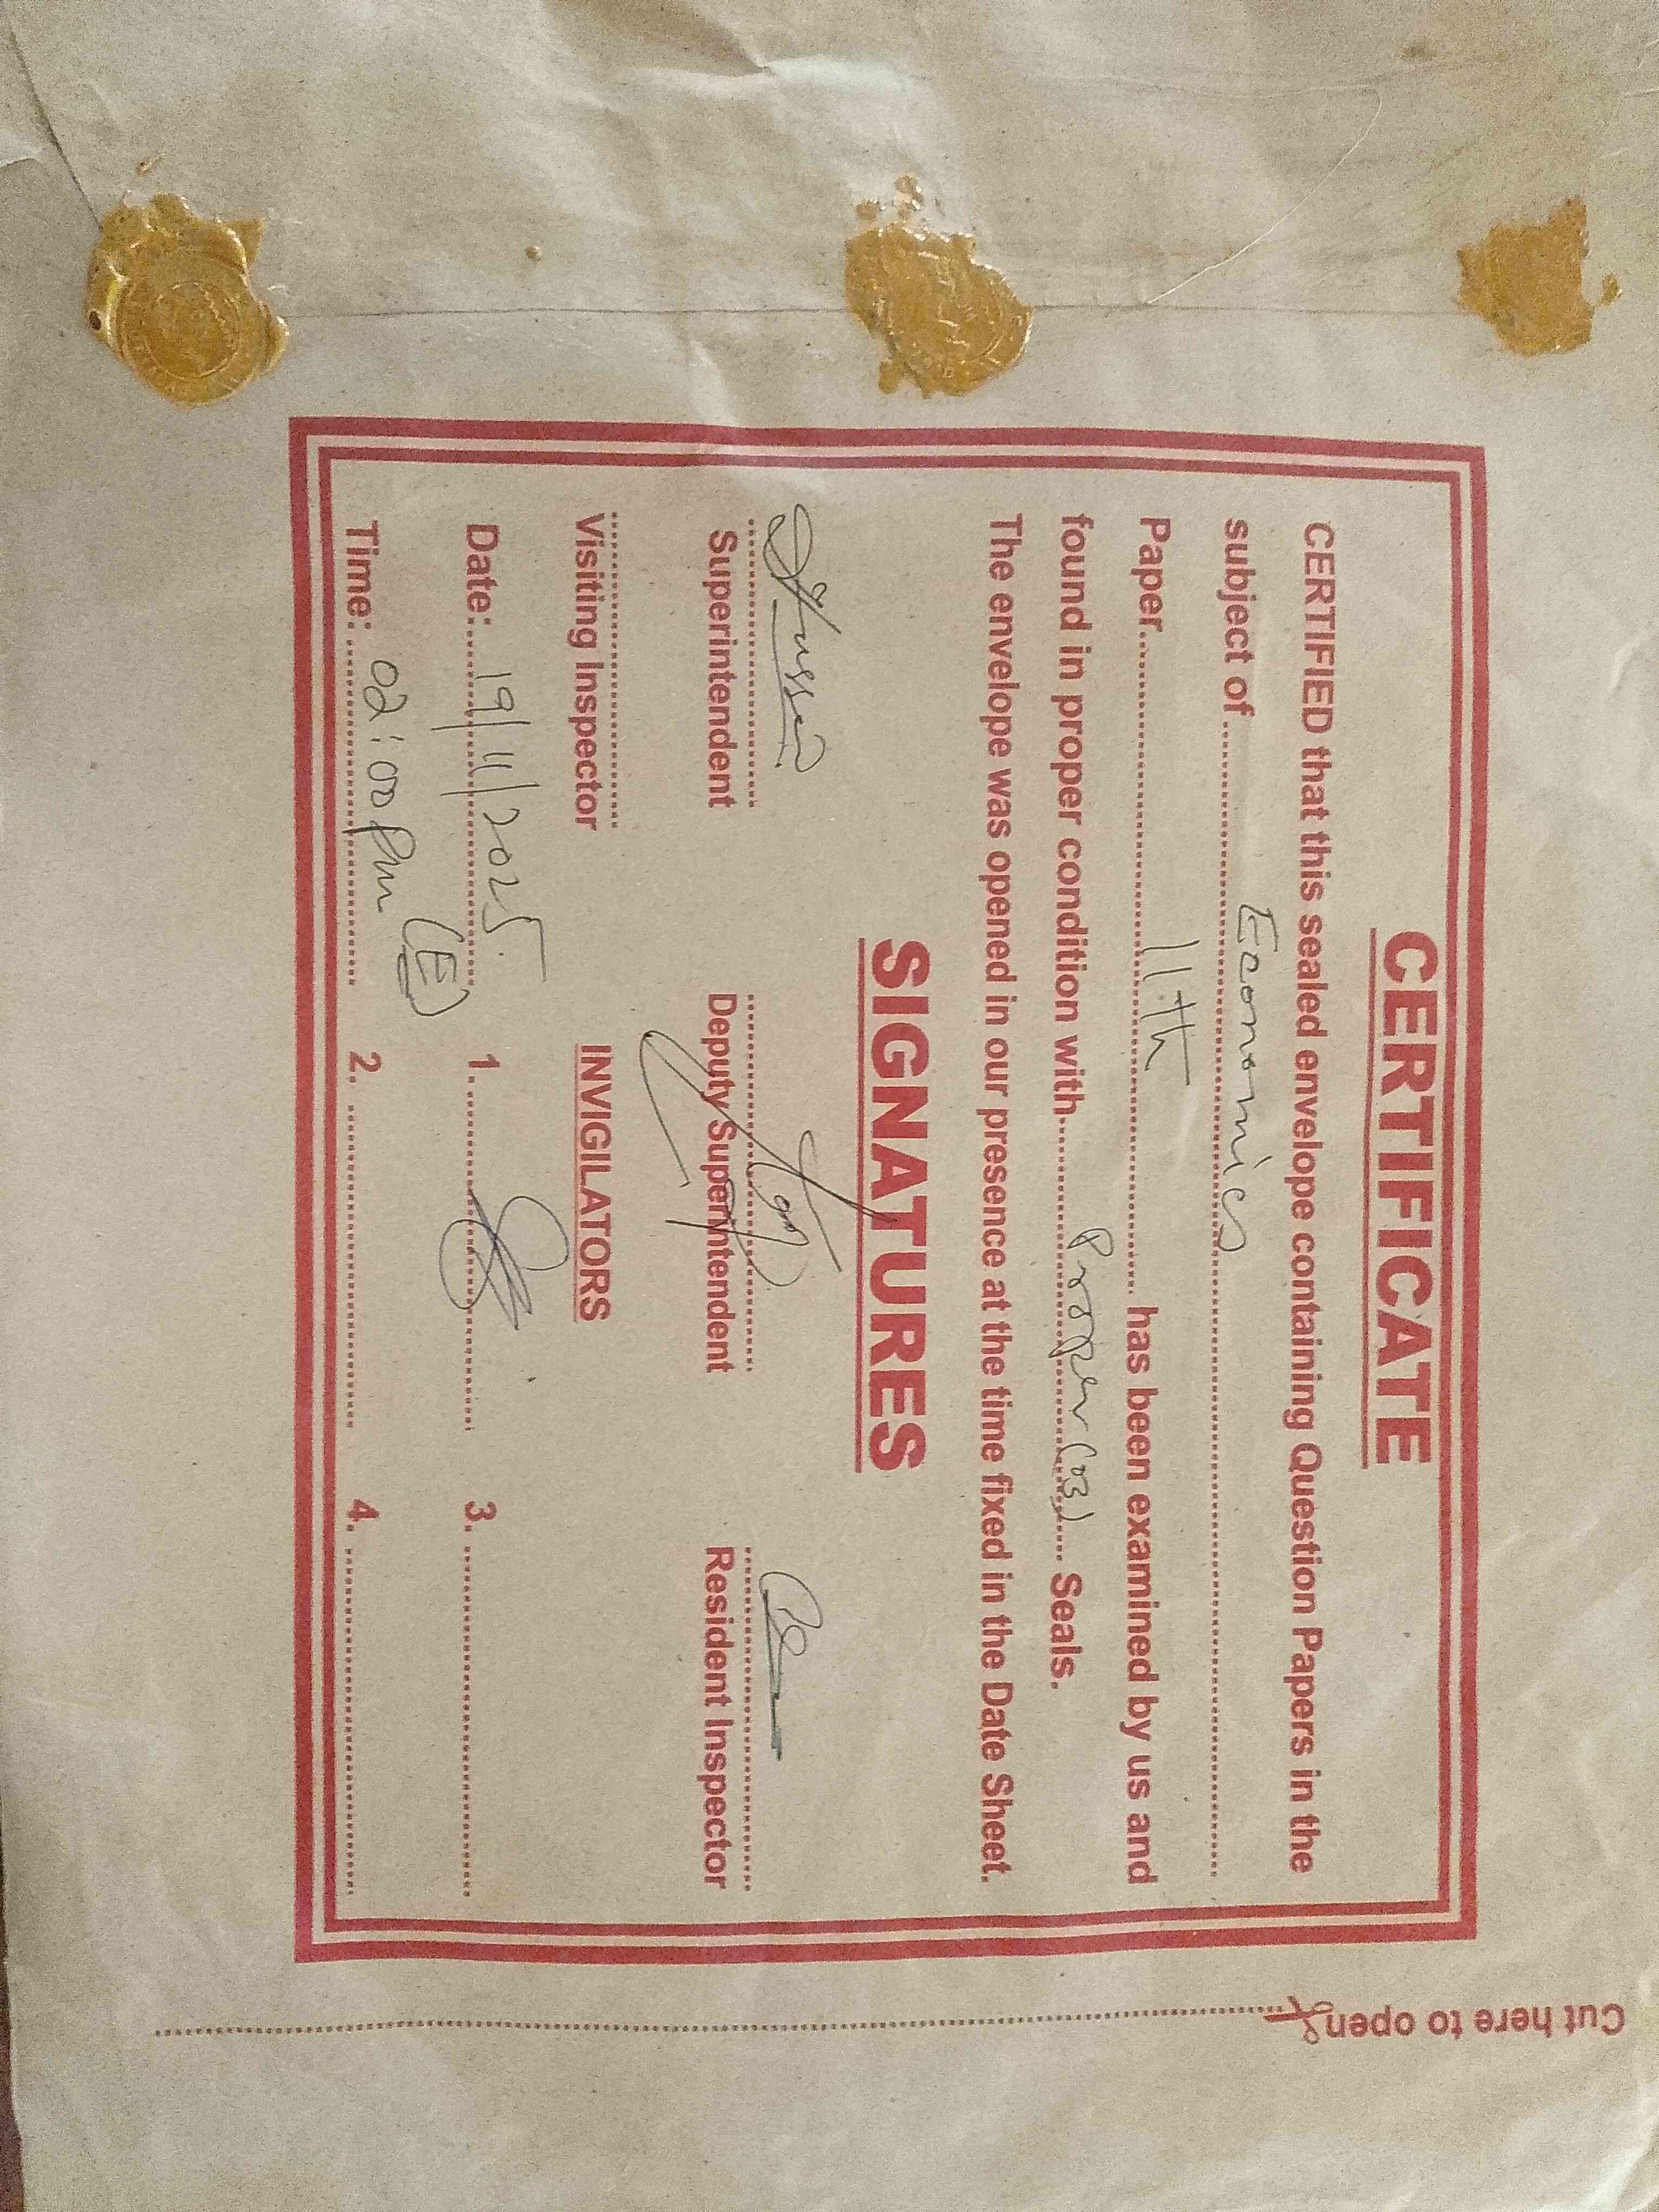 CERTIFICATE
CERTIFIED that this sealed envelope containing Question Papers in the
subject of.......... Economics ..........
Paper.......... 11th .......... has been examined by us and
found in proper condition with.......... Prooper (03) .......... Seals.
The envelope was opened in our presence at the time fixed in the Date Sheet.
SIGNATURES
Hussain
Superintendent Deputy Superintendent Resident Inspector
Visiting Inspector INVIGILATORS
Date:.. 19/11/2025 1. .......... 3. ..........
Time: .. 02:00 pm (E) 2. .......... 4. ..........
Cut here to open